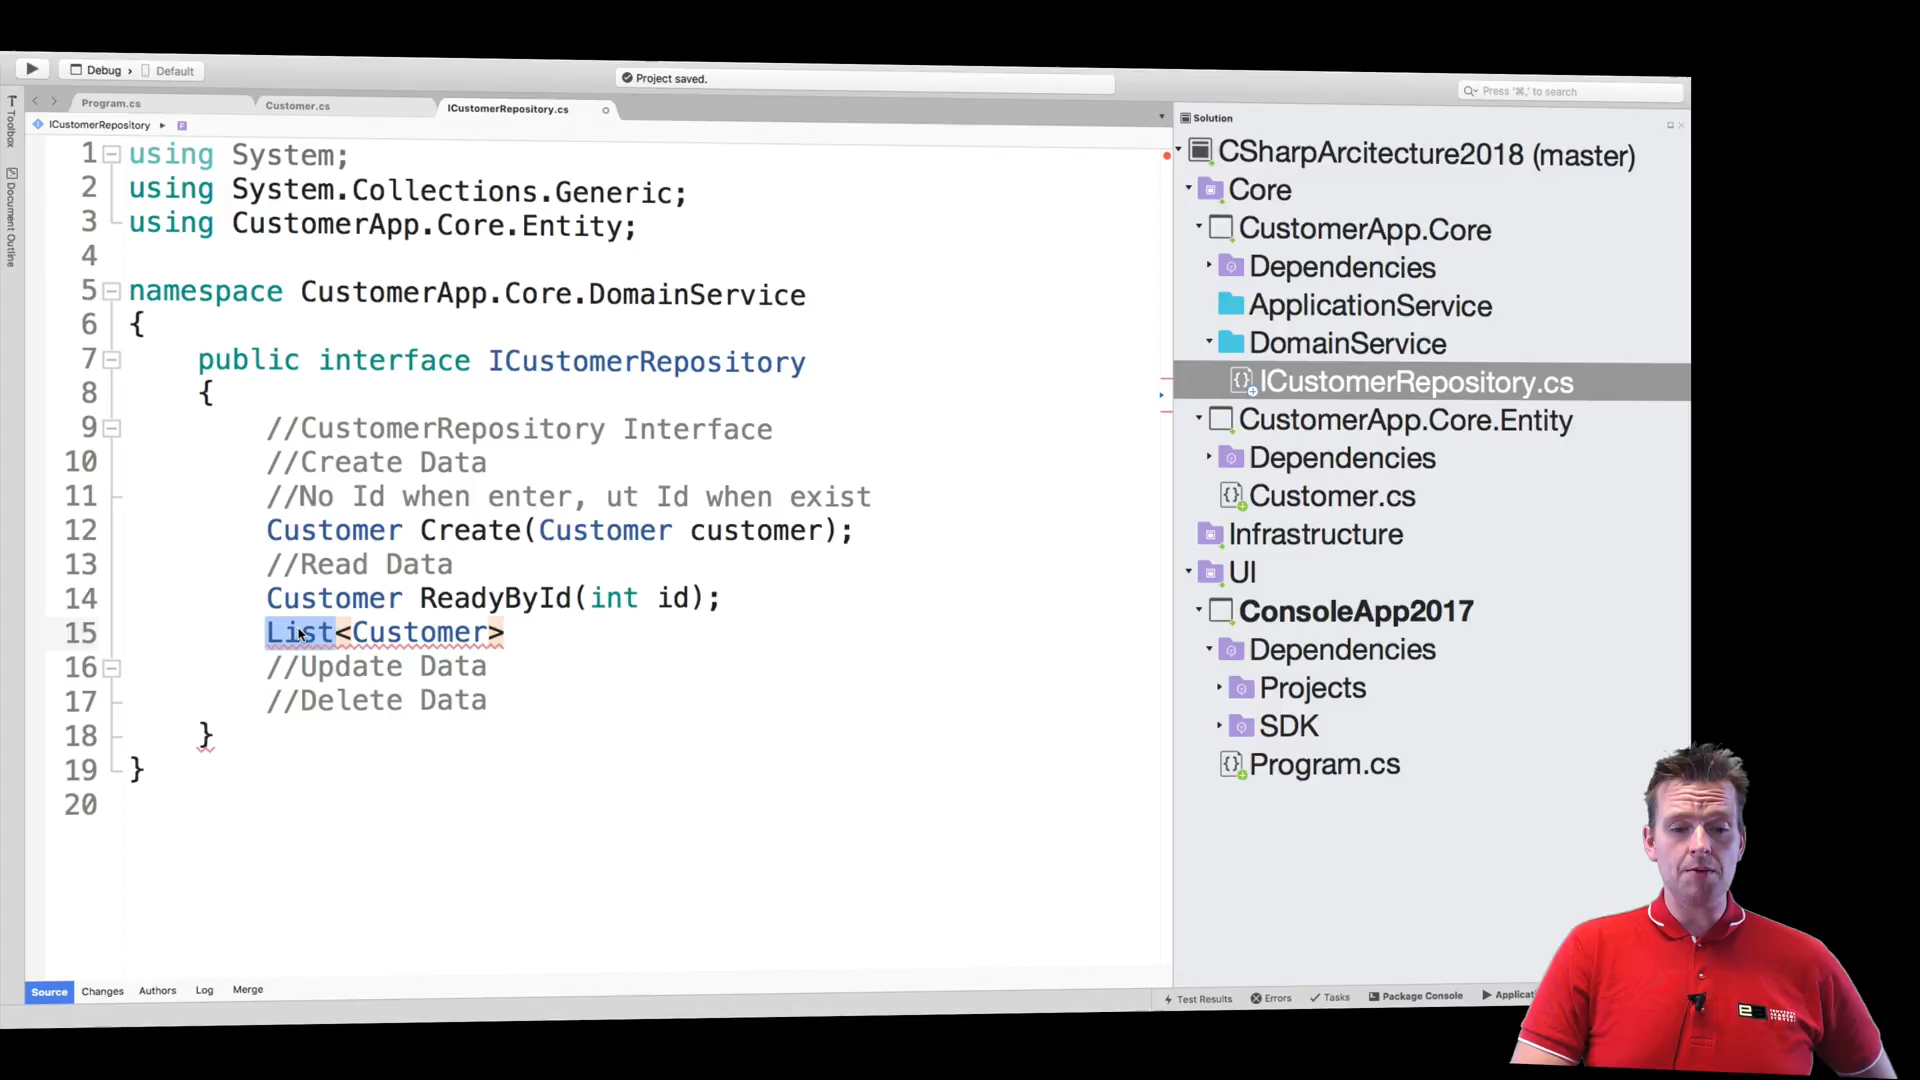 Debug
Default
Project saved.
Press '⌘,' to search
Program.cs
Customer.cs
ICustomerRepository.cs
ICustomerRepository
Toolbox
Document Outline
1 using System;
2 using System.Collections.Generic;
3 using CustomerApp.Core.Entity;
4
5 namespace CustomerApp.Core.DomainService
6 {
7 public interface ICustomerRepository
8 {
9 //CustomerRepository Interface
10 //Create Data
11 //No Id when enter, ut Id when exist
12 Customer Create(Customer customer);
13 //Read Data
14 Customer ReadyById(int id);
15 List<Customer>
16 //Update Data
17 //Delete Data
18 }
19 }
20
Solution
CSharpArcitecture2018 (master)
Core
CustomerApp.Core
Dependencies
ApplicationService
DomainService
ICustomerRepository.cs
CustomerApp.Core.Entity
Dependencies
Customer.cs
Infrastructure
UI
ConsoleApp2017
Dependencies
Projects
SDK
Program.cs
Source
Changes
Authors
Log
Merge
Test Results
Errors
Tasks
Package Console